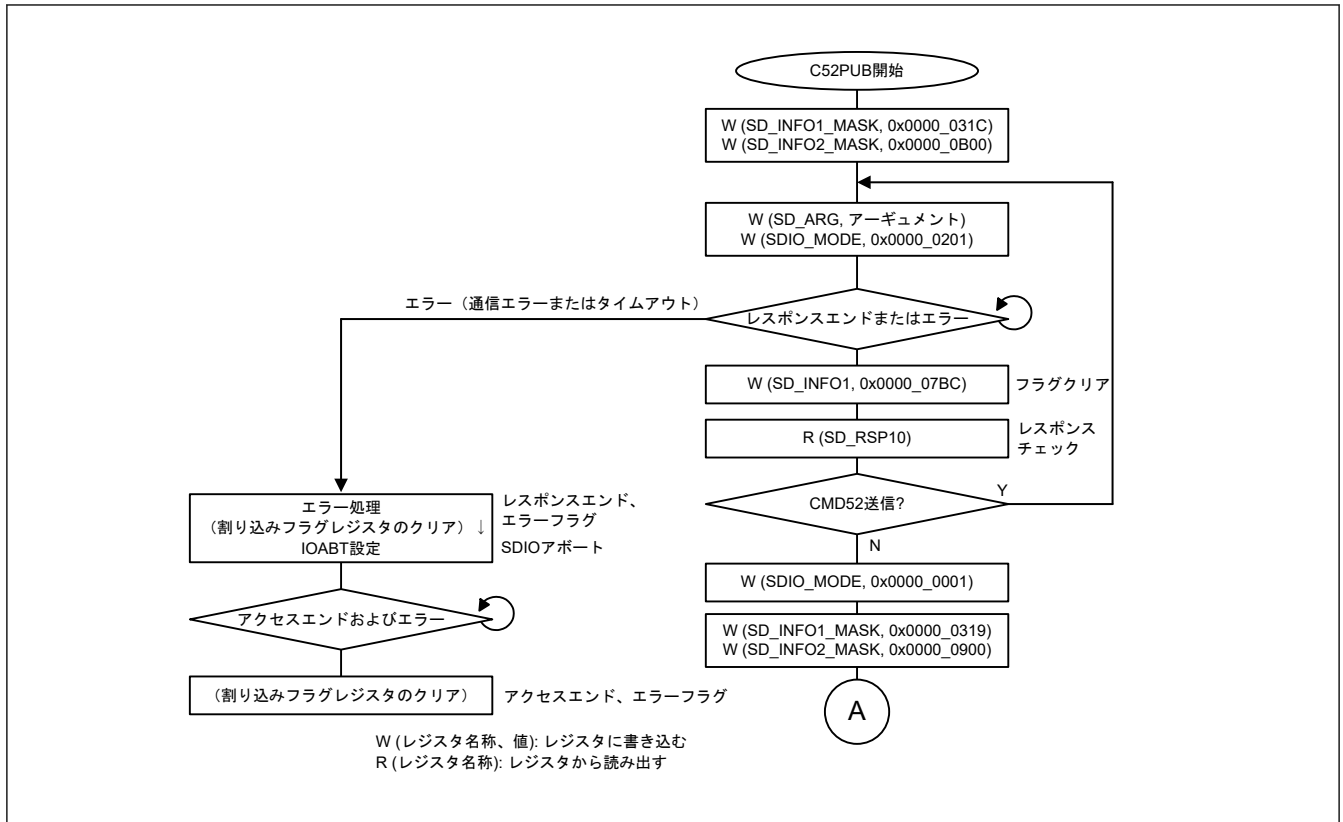 C52PUB開始
W (SD_INFO1_MASK, 0x0000_031C)
W (SD_INFO2_MASK, 0x0000_0B00)
W (SD_ARG, アーギュメント)
W (SDIO_MODE, 0x0000_0201)
エラー（通信エラーまたはタイムアウト）
レスポンスエンドまたはエラー
W (SD_INFO1, 0x0000_07BC)
フラグクリア
R (SD_RSP10)
レスポンス
チェック
CMD52送信?
Y
N
エラー処理
（割り込みフラグレジスタのクリア）↓
IOABT設定
レスポンスエンド、
エラーフラグ
SDIOアボート
W (SDIO_MODE, 0x0000_0001)
アクセスエンドおよびエラー
W (SD_INFO1_MASK, 0x0000_0319)
W (SD_INFO2_MASK, 0x0000_0900)
（割り込みフラグレジスタのクリア）
アクセスエンド、エラーフラグ
A
W (レジスタ名称、値): レジスタに書き込む
R (レジスタ名称): レジスタから読み出す